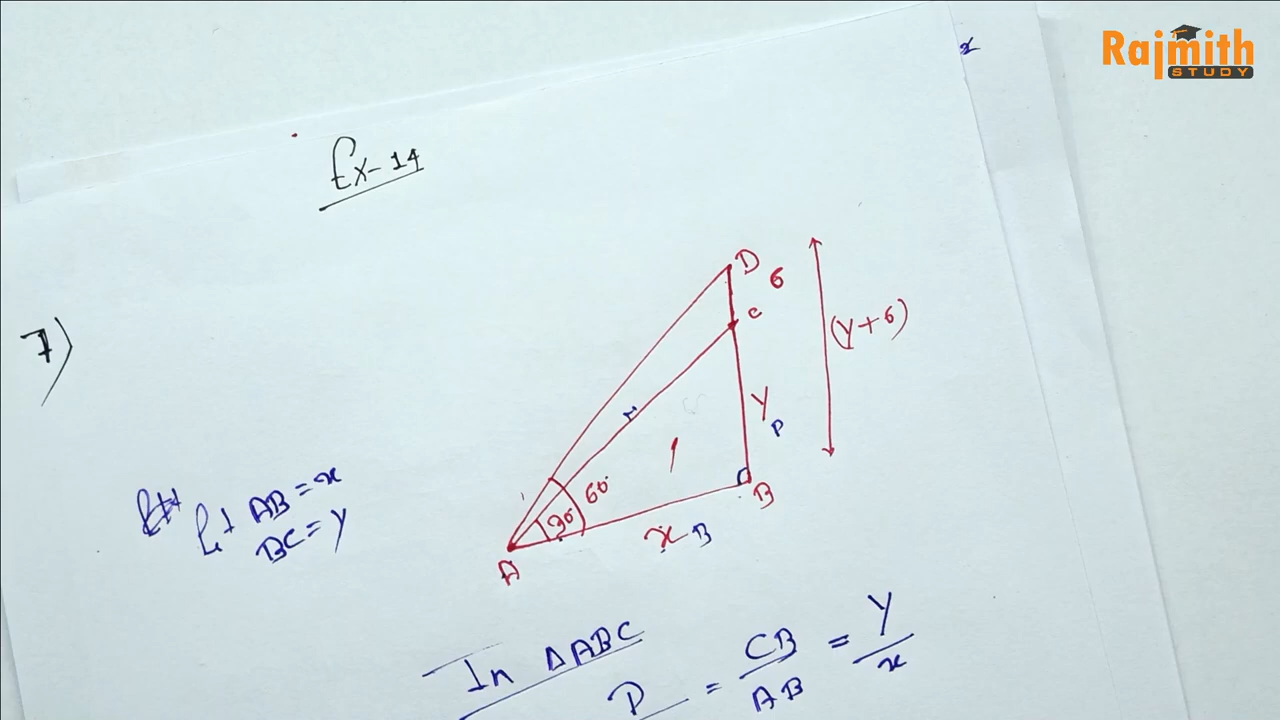 Rajmith
STUDY
x
Ex-14
7)
D
6
C
(y+6)
y
P
60°
30°
A
x B
B
Let AB = x
BC = y
In ΔABC
P = CB/AB = y/x